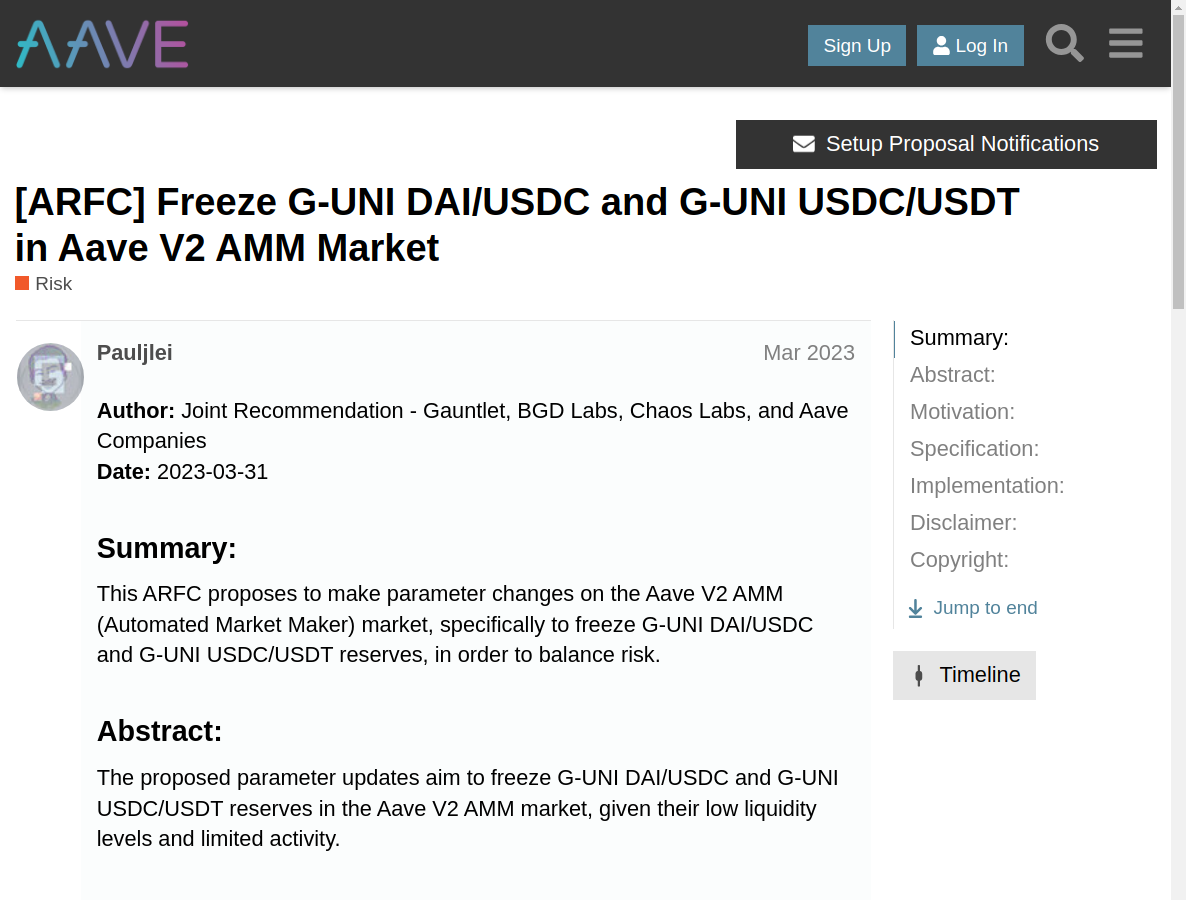 AAVE
Sign Up
Log In
Setup Proposal Notifications
[ARFC] Freeze G-UNI DAI/USDC and G-UNI USDC/USDT
in Aave V2 AMM Market
Risk
Pauljlei
Mar 2023
Author: Joint Recommendation - Gauntlet, BGD Labs, Chaos Labs, and Aave
Companies
Date: 2023-03-31
Summary:
This ARFC proposes to make parameter changes on the Aave V2 AMM
(Automated Market Maker) market, specifically to freeze G-UNI DAI/USDC
and G-UNI USDC/USDT reserves, in order to balance risk.
Abstract:
The proposed parameter updates aim to freeze G-UNI DAI/USDC and G-UNI
USDC/USDT reserves in the Aave V2 AMM market, given their low liquidity
levels and limited activity.
Summary:
Abstract:
Motivation:
Specification:
Implementation:
Disclaimer:
Copyright:
Jump to end
Timeline